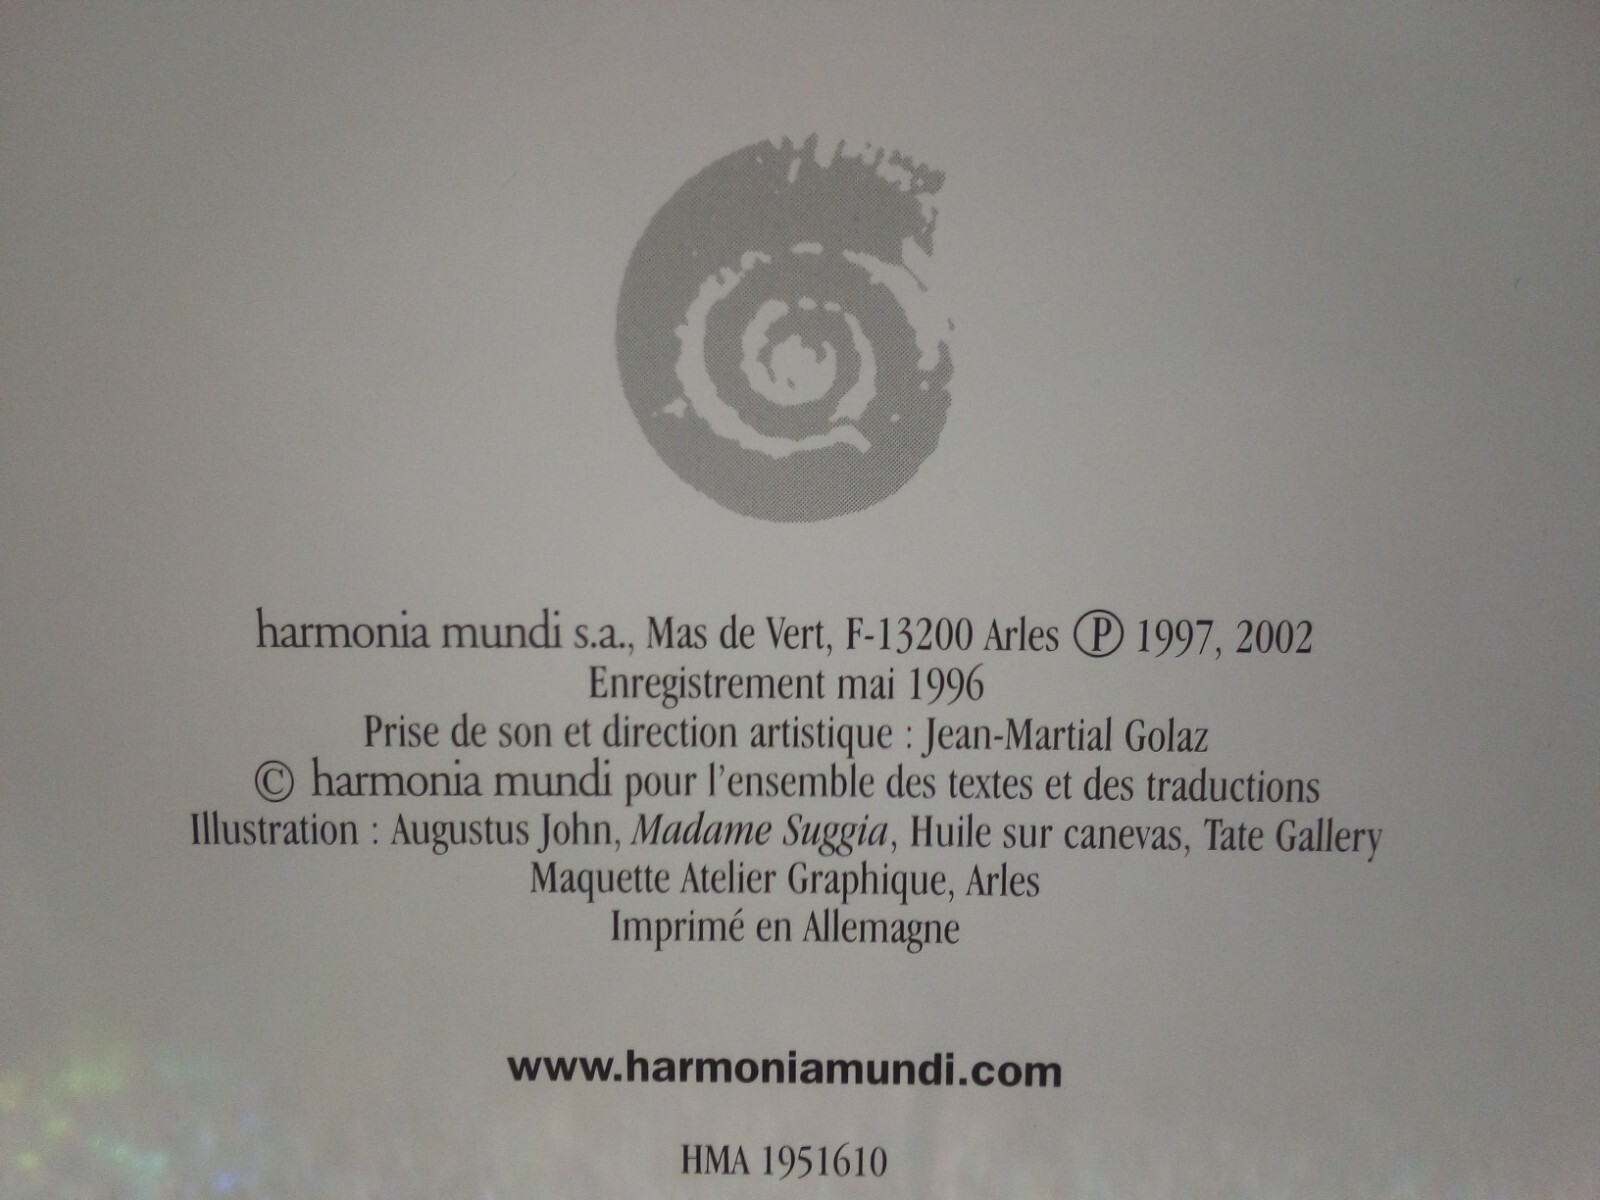 harmonia mundi s.a., Mas de Vert, F-13200 Arles ℗ 1997, 2002
Enregistrement mai 1996
Prise de son et direction artistique : Jean-Martial Golaz
© harmonia mundi pour l'ensemble des textes et des traductions
Illustration : Augustus John, Madame Suggia, Huile sur canevas, Tate Gallery
Maquette Atelier Graphique, Arles
Imprimé en Allemagne
www.harmoniamundi.com
HMA 1951610